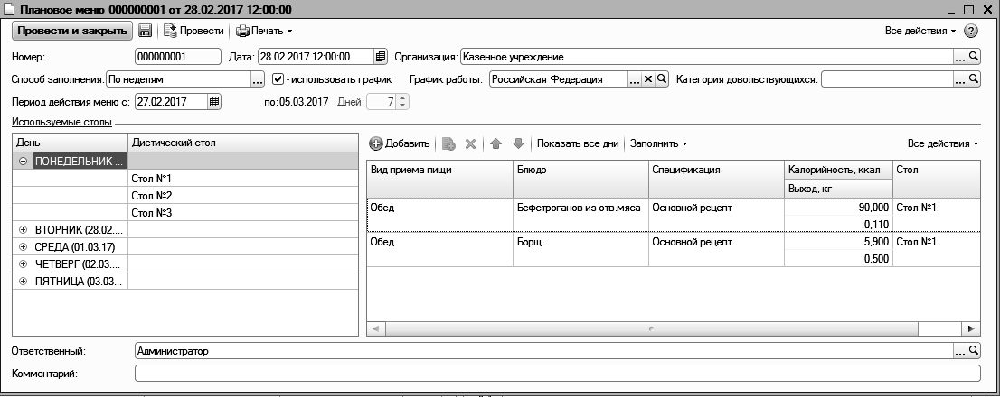 Плановое меню 000000001 от 28.02.2017 12:00:00
Провести и закрыть Провести Печать Все действия ?
Номер: 000000001 Дата: 28.02.2017 12:00:00 Организация: Казенное учреждение ...
Способ заполнения: По неделям ... - использовать график График работы: Российская Федерация ... Категория довольствующихся: ...
Период действия меню с: 27.02.2017 по: 05.03.2017 Дней: 7
Используемые столы
День Диетический стол
ПОНЕДЕЛЬНИК ...
Стол №1
Стол №2
Стол №3
ВТОРНИК (28.02....
СРЕДА (01.03.17)
ЧЕТВЕРГ (02.03....
ПЯТНИЦА (03.03...
Добавить Показать все дни Заполнить Все действия
Вид приема пищи Блюдо Спецификация Калорийность, ккал Стол
Выход, кг
Обед Бефстроганов из отв.мяса Основной рецепт 90,000 Стол №1
0,110
Обед Борщ. Основной рецепт 5,900 Стол №1
0,500
Ответственный: Администратор ...
Комментарий: